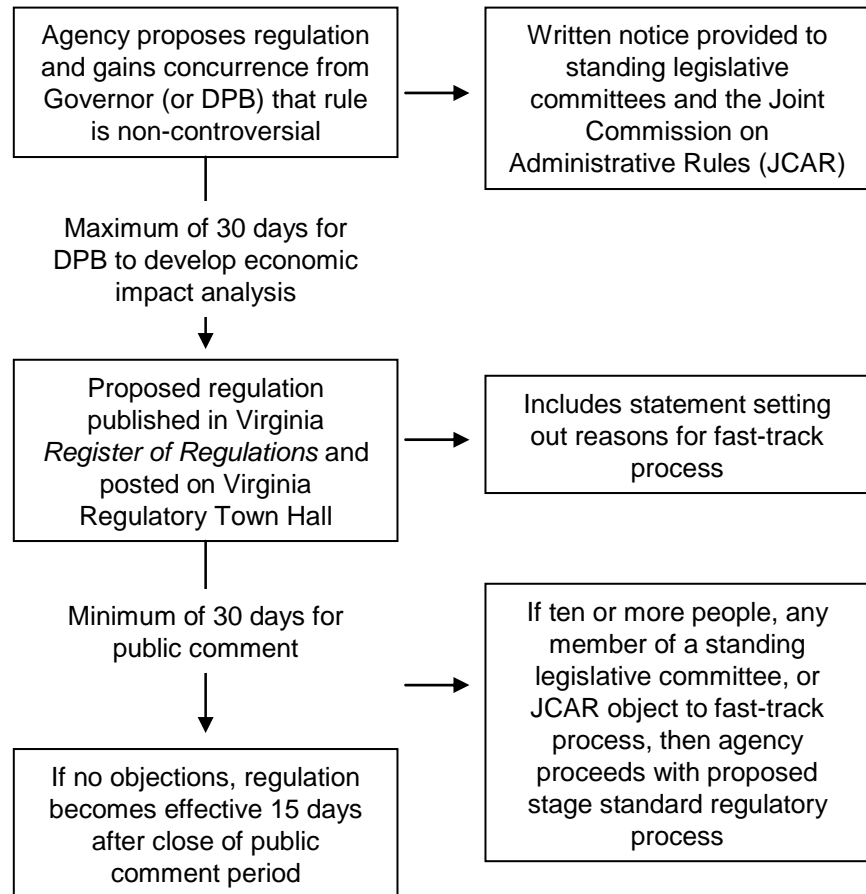 Agency proposes regulation
and gains concurrence from
Governor (or DPB) that rule
is non-controversial
Written notice provided to
standing legislative
committees and the Joint
Commission on
Administrative Rules (JCAR)
Maximum of 30 days for
DPB to develop economic
impact analysis
Proposed regulation
published in Virginia
Register of Regulations and
posted on Virginia
Regulatory Town Hall
Includes statement setting
out reasons for fast-track
process
Minimum of 30 days for
public comment
If ten or more people, any
member of a standing
legislative committee, or
JCAR object to fast-track
process, then agency
proceeds with proposed
stage standard regulatory
process
If no objections, regulation
becomes effective 15 days
after close of public
comment period